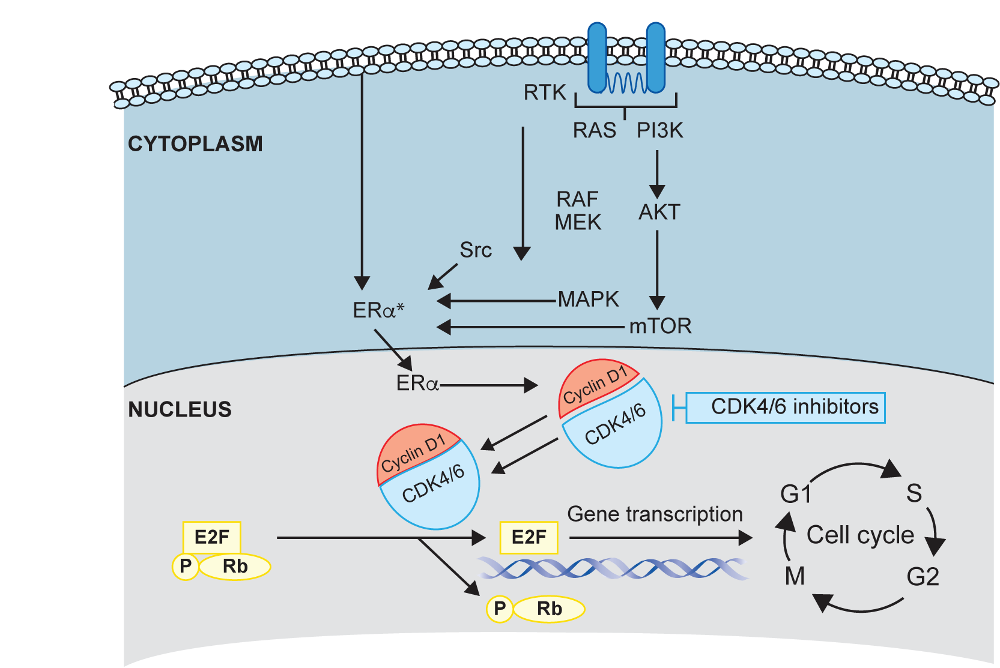 RTK
RAS PI3K
CYTOPLASM
RAF
MEK
AKT
Src
MAPK
ERα*
mTOR
ERα
Cyclin D1
CDK4/6
CDK4/6 inhibitors
NUCLEUS
Cyclin D1
CDK4/6
G1 S
Gene transcription
E2F
E2F
Cell cycle
P Rb
M G2
P Rb